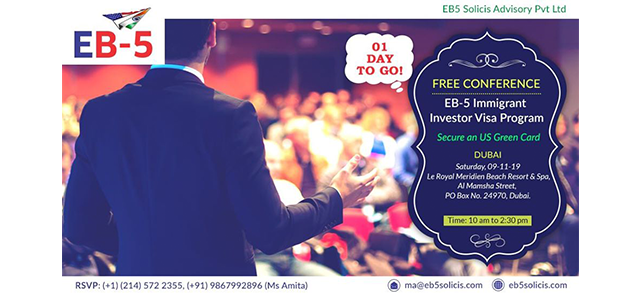 EB5 Solicis Advisory Pvt Ltd
EB-5
01
DAY
TO GO!
FREE CONFERENCE
EB-5 Immigrant
Investor Visa Program
Secure an US Green Card
DUBAI
Saturday, 09-11-19
Le Royal Meridien Beach Resort & Spa,
Al Mamsha Street,
PO Box No. 24970, Dubai.
Time: 10 am to 2:30 pm
RSVP: (+1) (214) 572 2355, (+91) 9867992896 (Ms Amita)
ma@eb5solicis.com
eb5solicis.com